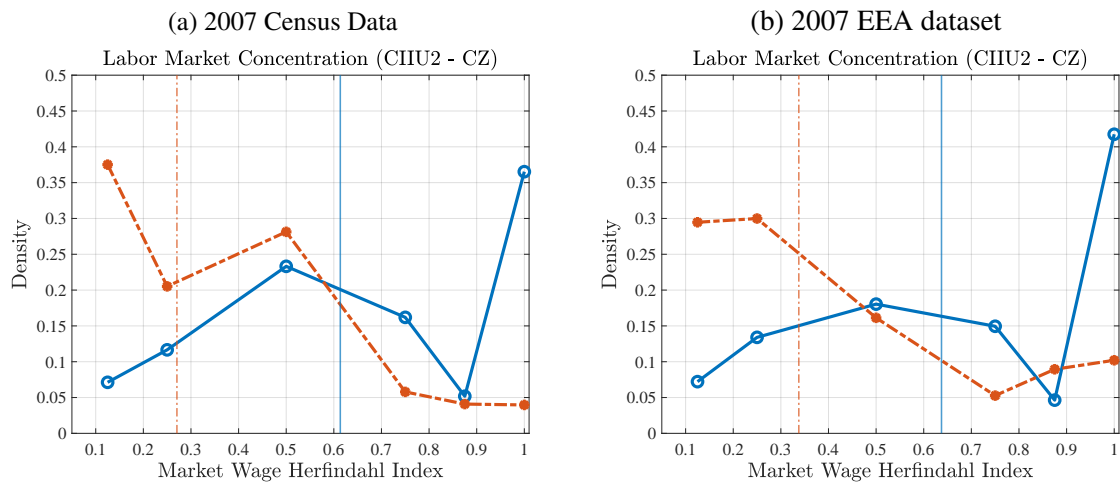 (a) 2007 Census Data
Labor Market Concentration (CIIU2 - CZ)
0.5
0.45
0.4
0.35
0.3
0.25
0.2
0.15
0.1
0.05
0
Density
0.1 0.2 0.3 0.4 0.5 0.6 0.7 0.8 0.9 1
Market Wage Herfindahl Index
(b) 2007 EEA dataset
Labor Market Concentration (CIIU2 - CZ)
0.5
0.45
0.4
0.35
0.3
0.25
0.2
0.15
0.1
0.05
0
Density
0.1 0.2 0.3 0.4 0.5 0.6 0.7 0.8 0.9 1
Market Wage Herfindahl Index